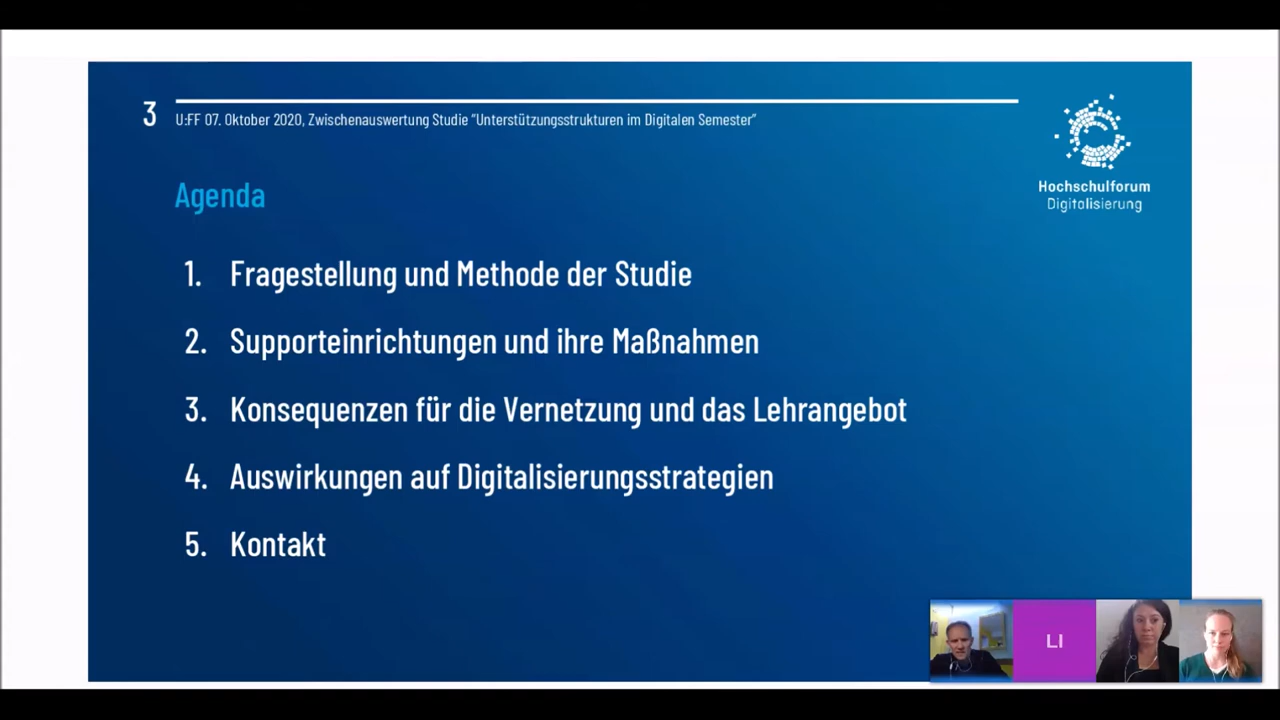 3 U:FF 07. Oktober 2020, Zwischenauswertung Studie "Unterstützungsstrukturen im Digitalen Semester"
Hochschulforum
Digitalisierung
Agenda
1. Fragestellung und Methode der Studie
2. Supporteinrichtungen und ihre Maßnahmen
3. Konsequenzen für die Vernetzung und das Lehrangebot
4. Auswirkungen auf Digitalisierungsstrategien
5. Kontakt
LI